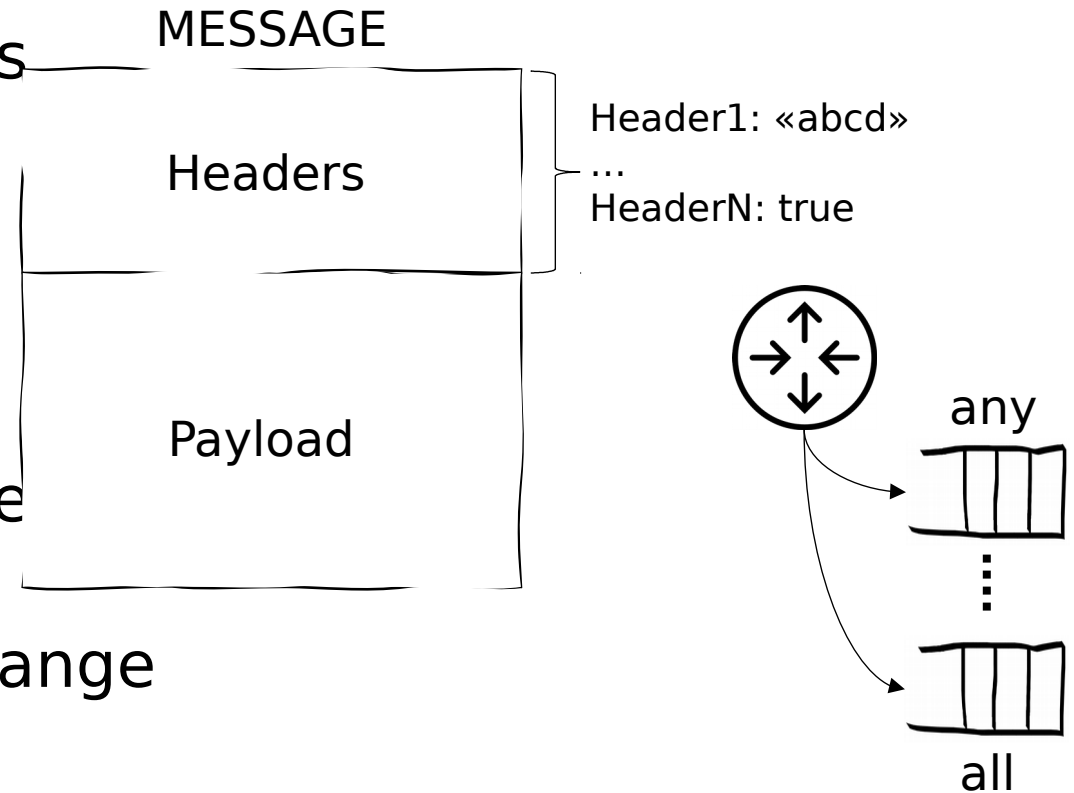 MESSAGE
s
Headers
Header1: «abcd»
...
HeaderN: true
any
Payload
e
ange
all